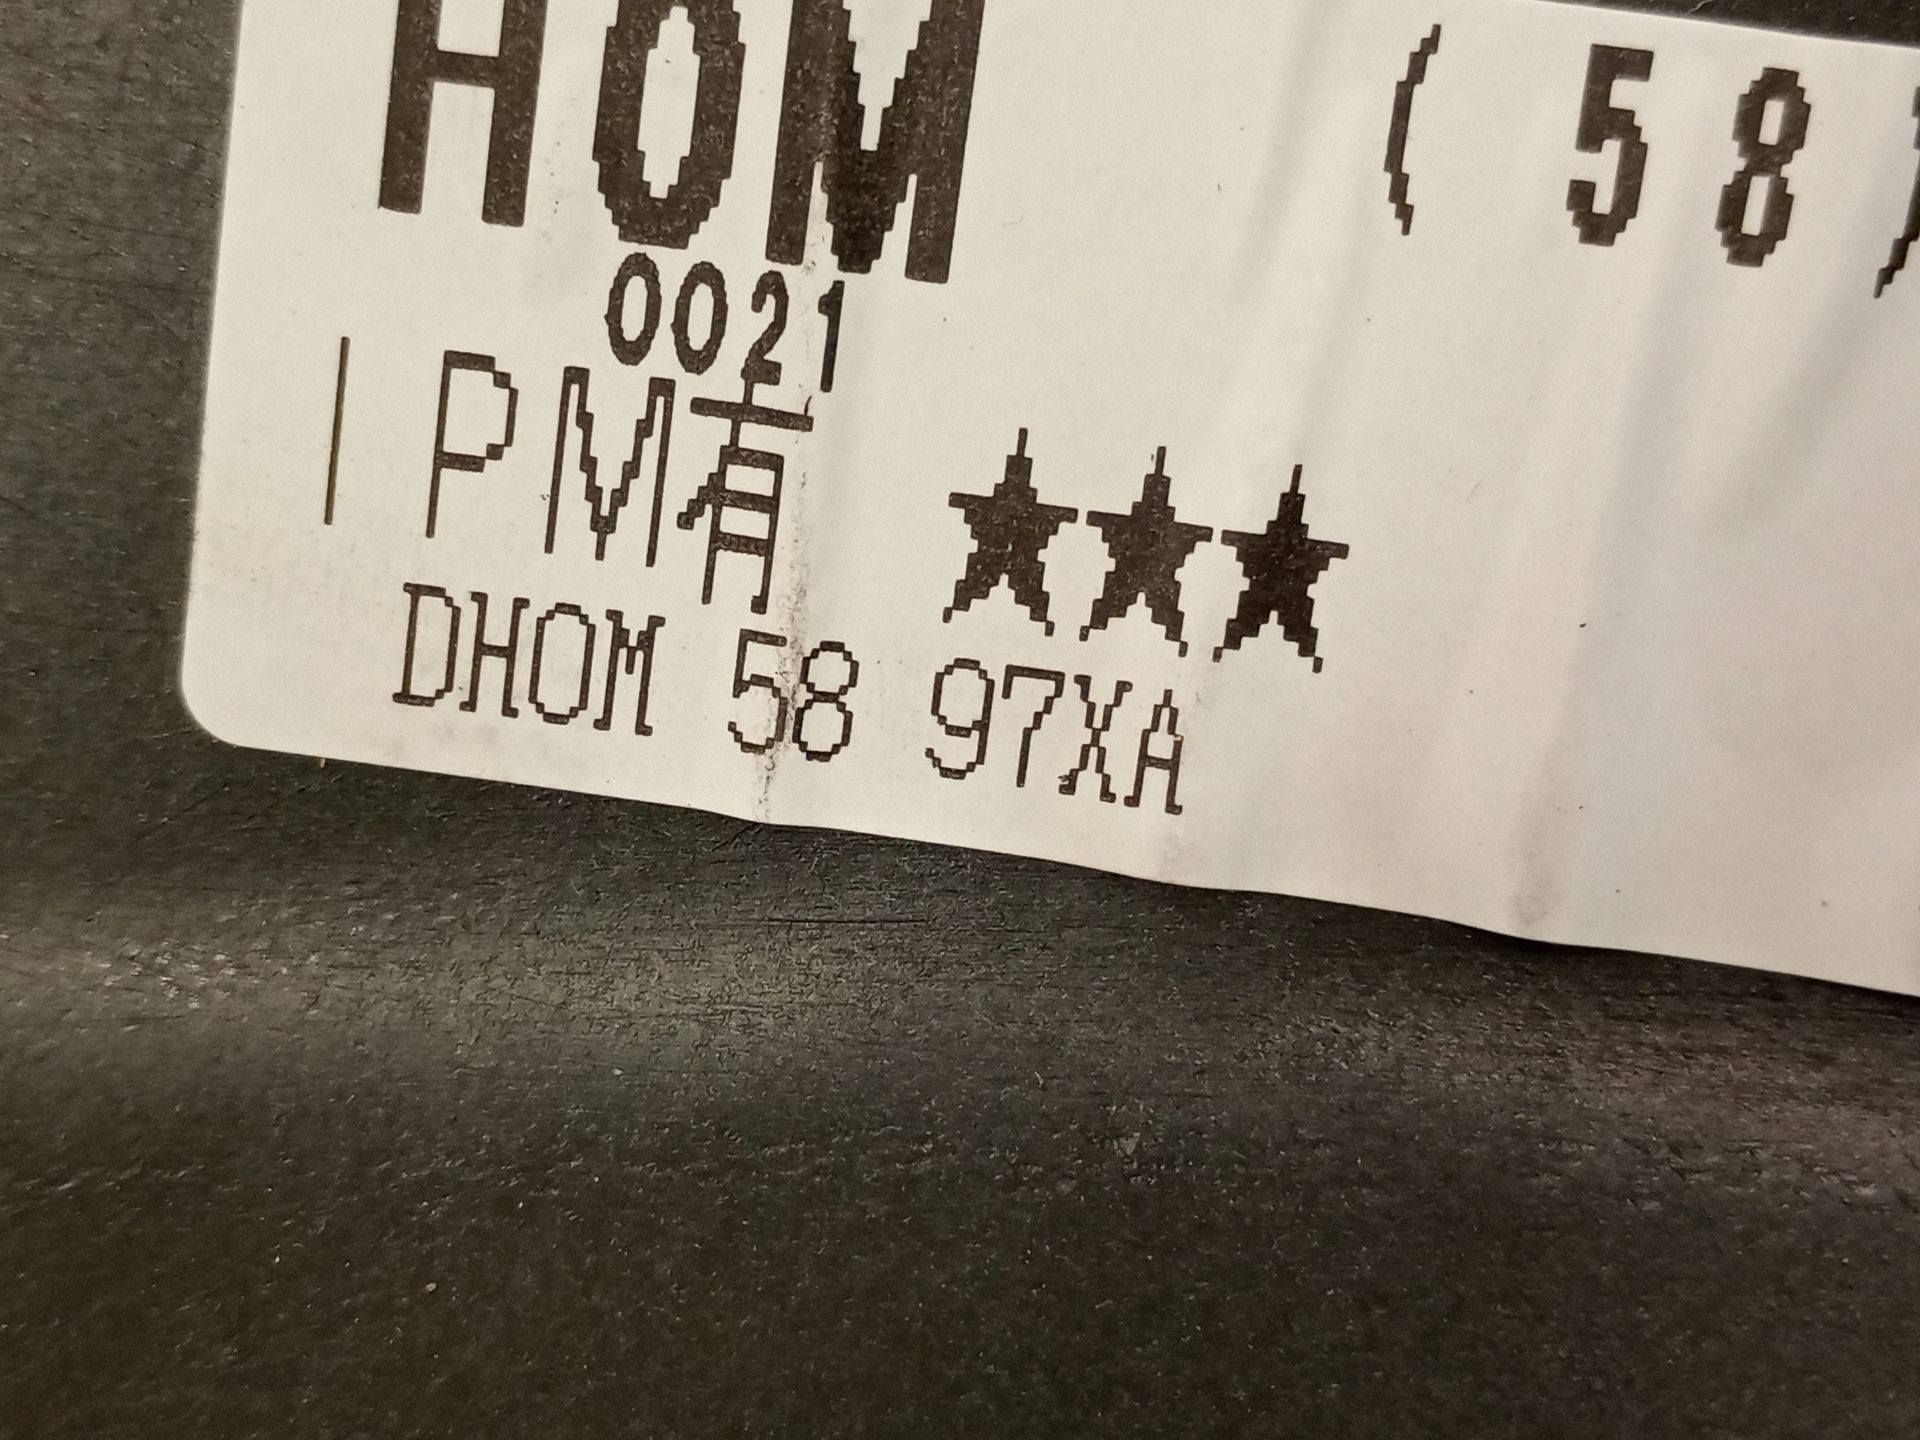 HOM ( 58 )
0021
IPM有 ★★★
DHOM 58 97XA